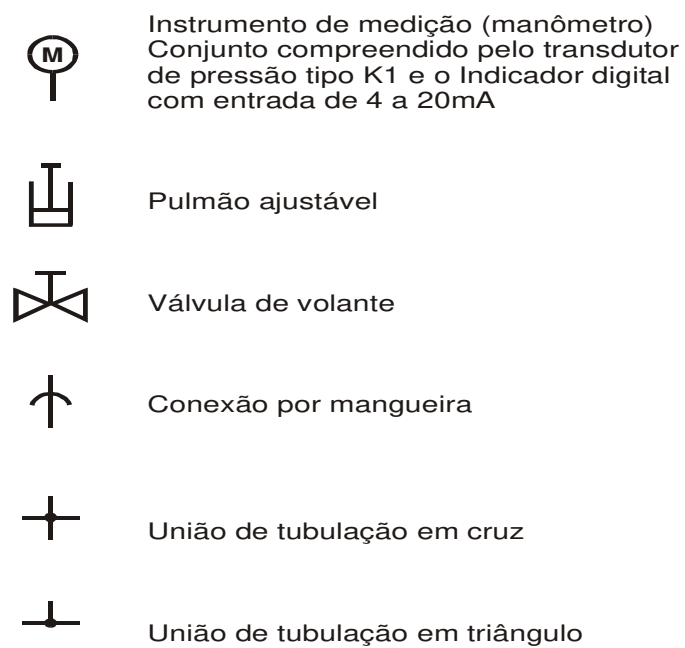 Instrumento de medição (manômetro)
M
Conjunto compreendido pelo transdutor
de pressão tipo K1 e o Indicador digital
com entrada de 4 a 20mA
Pulmão ajustável
Válvula de volante
Conexão por mangueira
União de tubulação em cruz
União de tubulação em triângulo